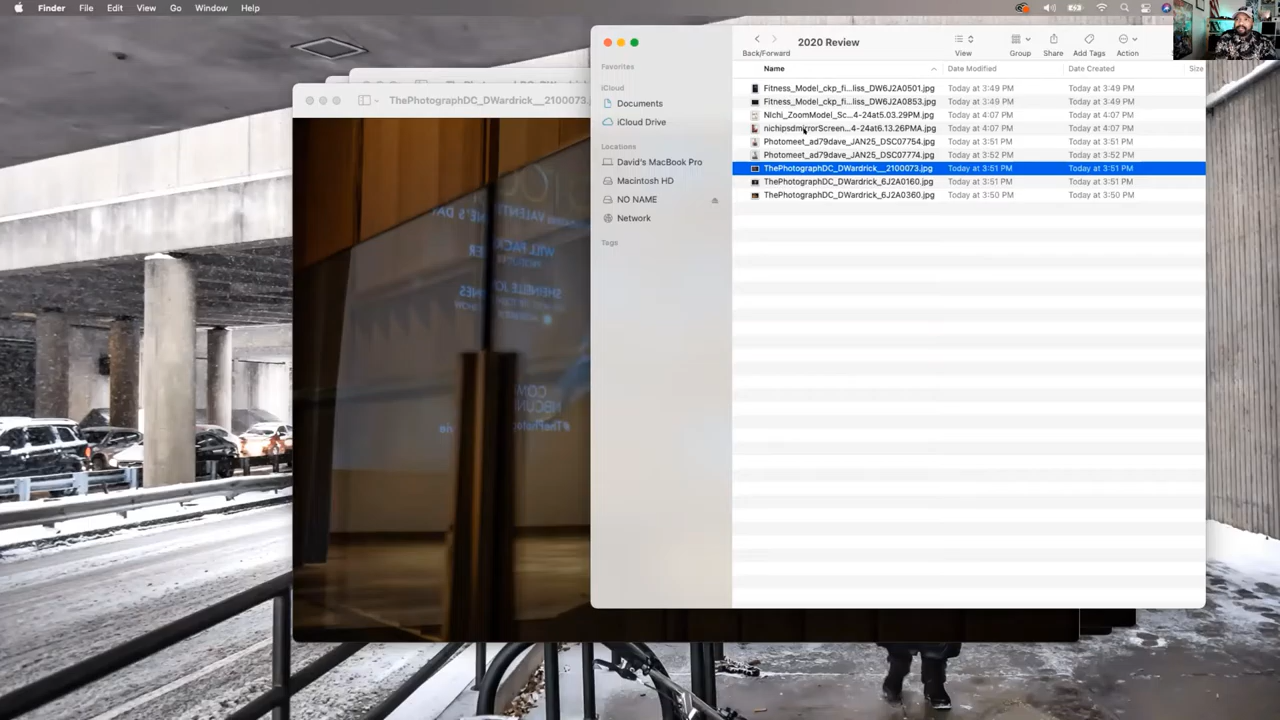 Finder File Edit View Go Window Help
2020 Review
Back/Forward View Group Share Add Tags Action
ThePhotographDC_DWardrick__2100073.j
Favorites
iCloud
Documents
iCloud Drive
Locations
David's MacBook Pro
Macintosh HD
NO NAME
Network
Tags
Name Date Modified Date Created Size
Fitness_Model_ckp_fi...liss_DW6J2A0501.jpg Today at 3:49 PM Today at 3:49 PM
Fitness_Model_ckp_fi...liss_DW6J2A0853.jpg Today at 3:49 PM Today at 3:49 PM
NIchi_ZoomModel_Sc...4-24at5.03.29PM.jpg Today at 4:07 PM Today at 4:07 PM
nichipsdmirrorScreen...4-24at6.13.26PMA.jpg Today at 4:07 PM Today at 4:07 PM
Photomeet_ad79dave_JAN25_DSC07754.jpg Today at 3:51 PM Today at 3:51 PM
Photomeet_ad79dave_JAN25_DSC07774.jpg Today at 3:52 PM Today at 3:52 PM
ThePhotographDC_DWardrick__2100073.jpg Today at 3:51 PM Today at 3:51 PM
ThePhotographDC_DWardrick_6J2A0160.jpg Today at 3:51 PM Today at 3:51 PM
ThePhotographDC_DWardrick_6J2A0360.jpg Today at 3:50 PM Today at 3:50 PM
VALENTINE'S DAY
WILL PACKER